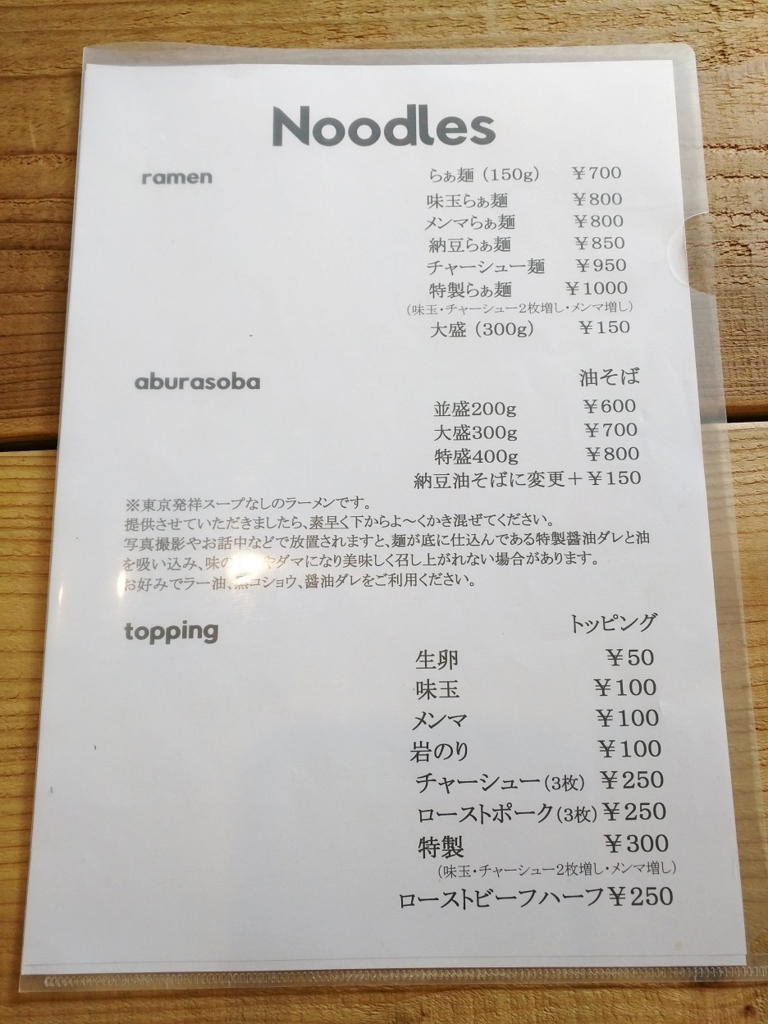 Noodles
ramen
らぁ麺 (150g) ￥700
味玉らぁ麺 ￥800
メンマらぁ麺 ￥800
納豆らぁ麺 ￥850
チャーシュー麺 ￥950
特製らぁ麺 ￥1000
(味玉・チャーシュー2枚増し・メンマ増し)
大盛 (300g) ￥150
aburasoba 油そば
並盛200g ￥600
大盛300g ￥700
特盛400g ￥800
納豆油そばに変更＋￥150
※東京発祥スープなしのラーメンです。
提供させていただきましたら、素早く下からよ～くかき混ぜてください。
写真撮影やお話中などで放置されますと、麺が底に仕込んである特製醤油ダレと油
を吸い込み、味の やダマになり美味しく召し上がれない場合があります。
お好みでラー油、黒コショウ、醤油ダレをご利用ください。
topping トッピング
生卵 ￥50
味玉 ￥100
メンマ ￥100
岩のり ￥100
チャーシュー(3枚) ￥250
ローストポーク(3枚) ￥250
特製 ￥300
(味玉・チャーシュー2枚増し・メンマ増し)
ローストビーフハーフ￥250